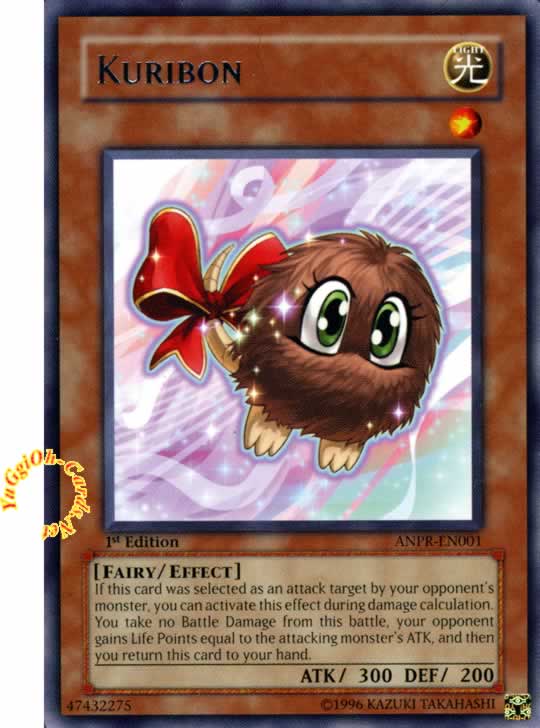 KURIBON
LIGHT
光
YuGgiOh-Cards.Net
1st Edition
ANPR-EN001
[FAIRY/EFFECT]
If this card was selected as an attack target by your opponent's
monster, you can activate this effect during damage calculation.
You take no Battle Damage from this battle, your opponent
gains Life Points equal to the attacking monster's ATK, and then
you return this card to your hand.
ATK/ 300 DEF/ 200
47432275
©1996 KAZUKI TAKAHASHI